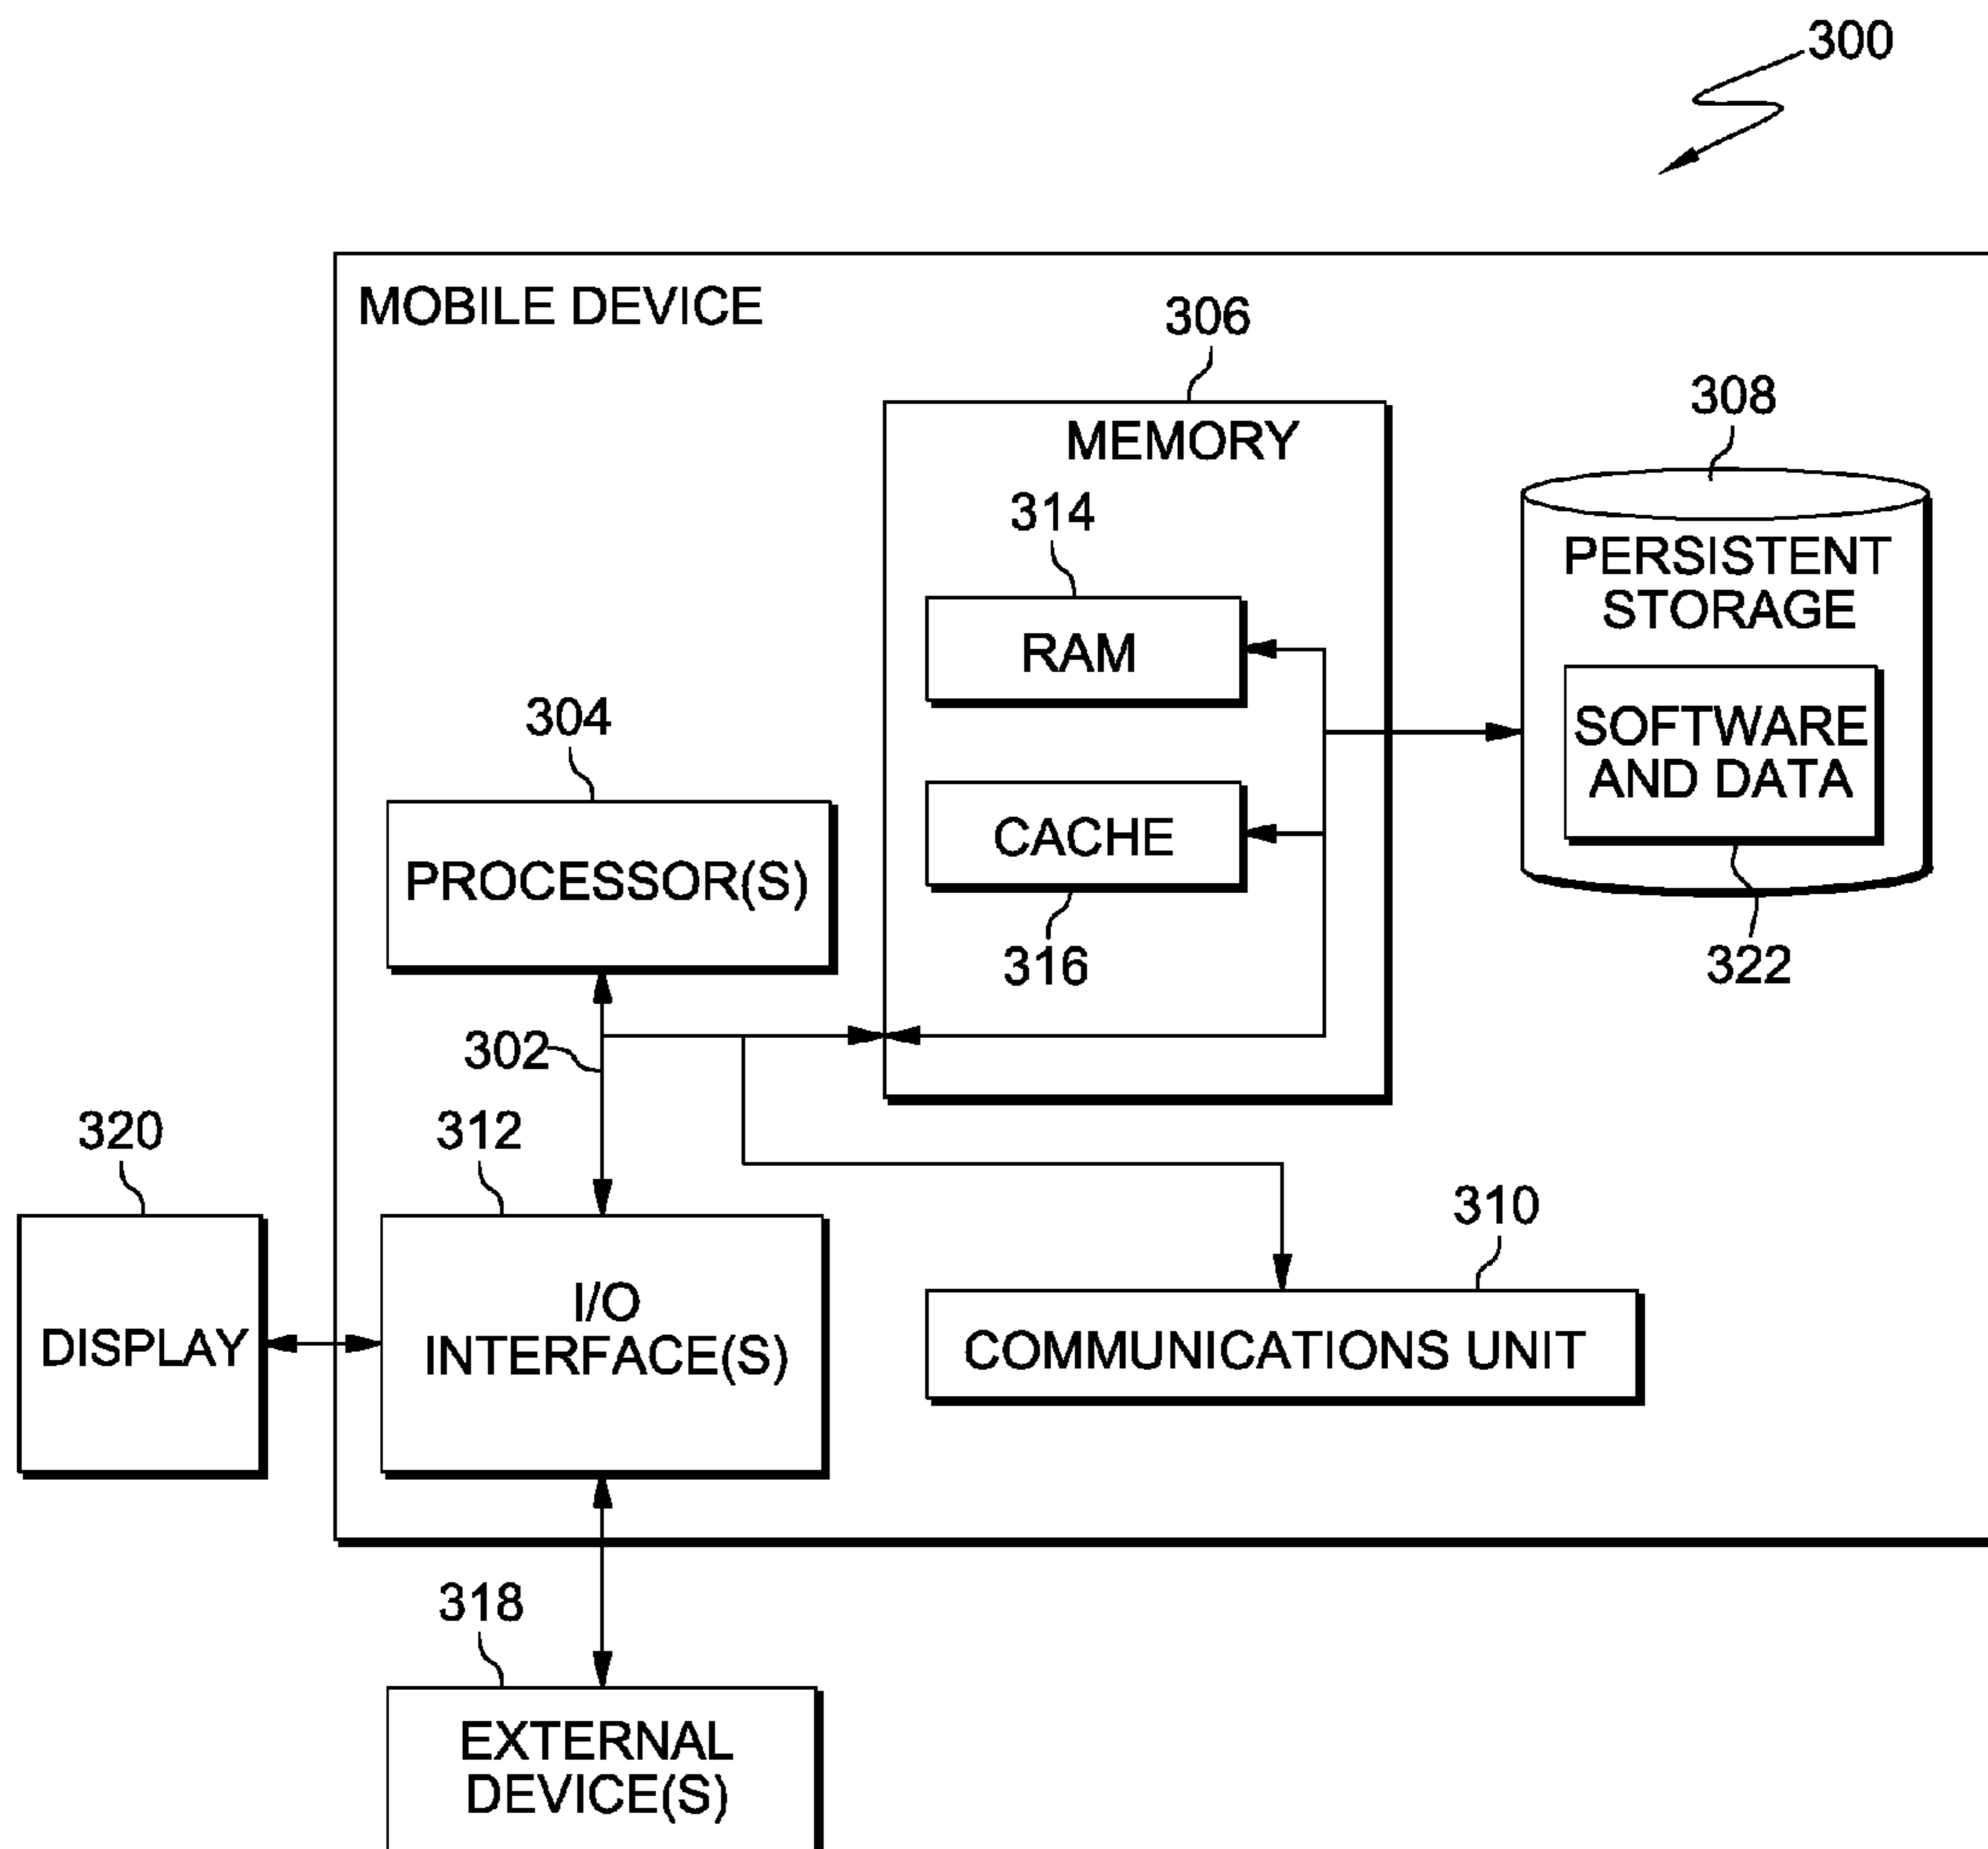 300
MOBILE DEVICE
306
MEMORY
308
314
RAM
PERSISTENT
STORAGE
SOFTWARE
AND DATA
304
PROCESSOR(S)
CACHE
316
322
302
320
312
310
DISPLAY
I/O
INTERFACE(S)
COMMUNICATIONS UNIT
318
EXTERNAL
DEVICE(S)